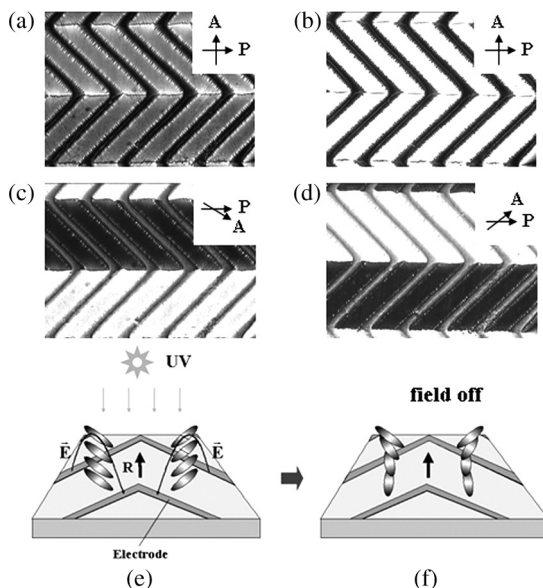 (a)
A
P
(b)
A
P
(c)
P
A
(d)
A
P
UV
field off
E⃗
R
E⃗
Electrode
(e)
(f)